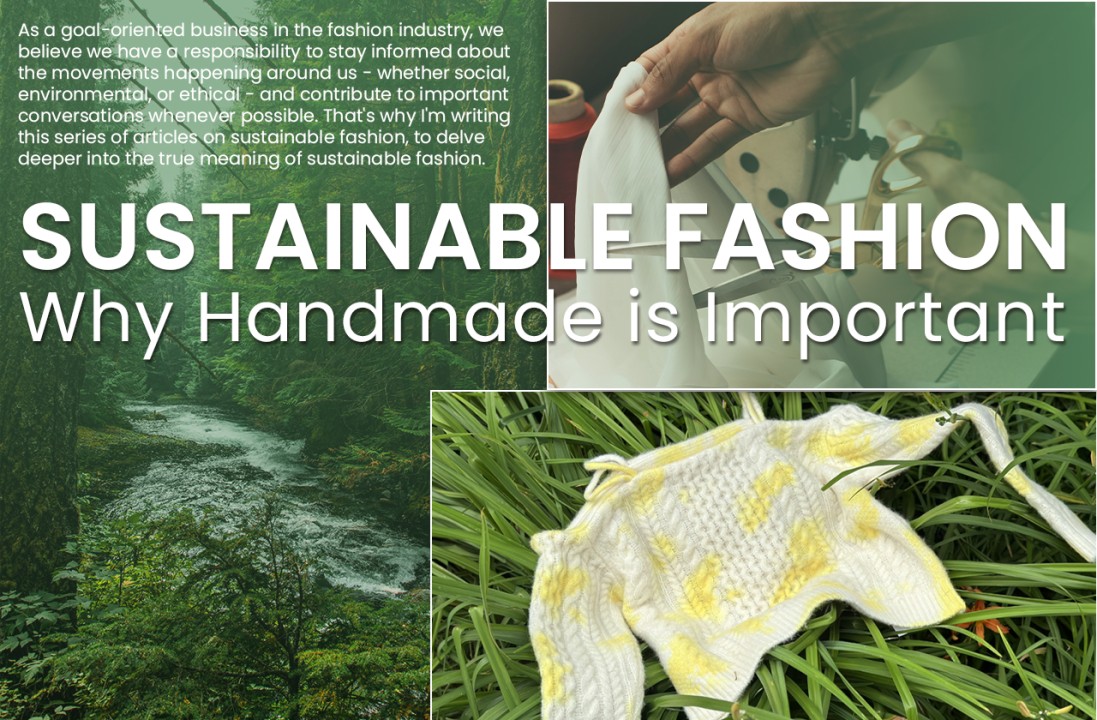 As a goal-oriented business in the fashion industry, we
believe we have a responsibility to stay informed about
the movements happening around us - whether social,
environmental, or ethical - and contribute to important
conversations whenever possible. That's why I'm writing
this series of articles on sustainable fashion, to delve
deeper into the true meaning of sustainable fashion.
SUSTAINABLE FASHION
Why Handmade is Important